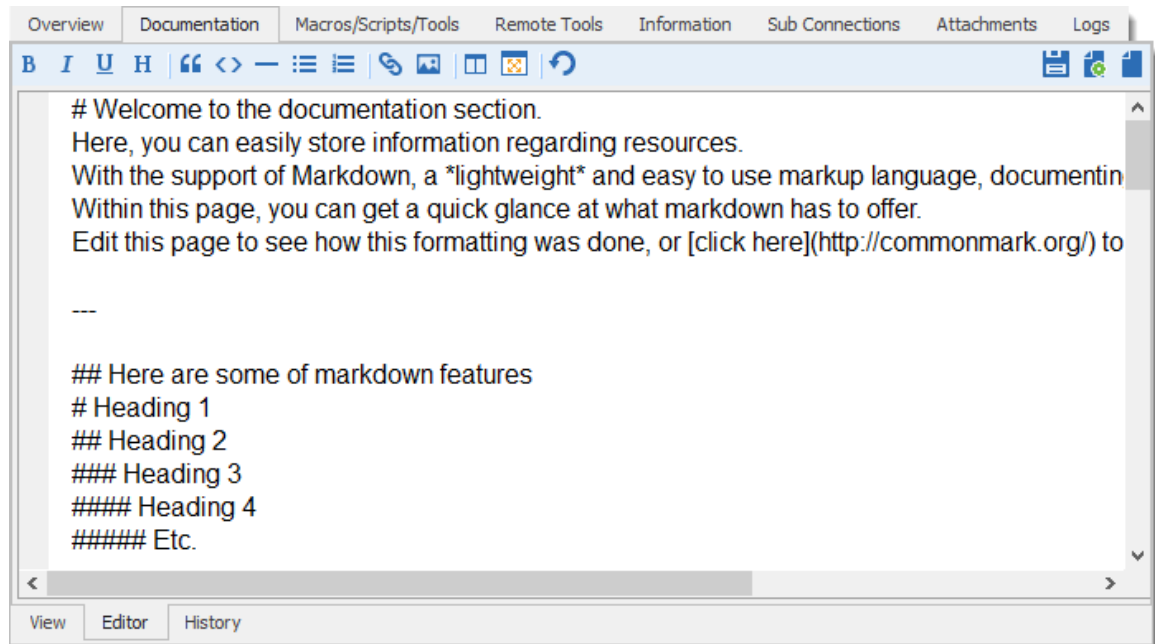 Overview Documentation Macros/Scripts/Tools Remote Tools Information Sub Connections Attachments Logs
B I U H
# Welcome to the documentation section.
Here, you can easily store information regarding resources.
With the support of Markdown, a *lightweight* and easy to use markup language, documentin
Within this page, you can get a quick glance at what markdown has to offer.
Edit this page to see how this formatting was done, or [click here](http://commonmark.org/) to
---
## Here are some of markdown features
# Heading 1
## Heading 2
### Heading 3
#### Heading 4
##### Etc.
View Editor History